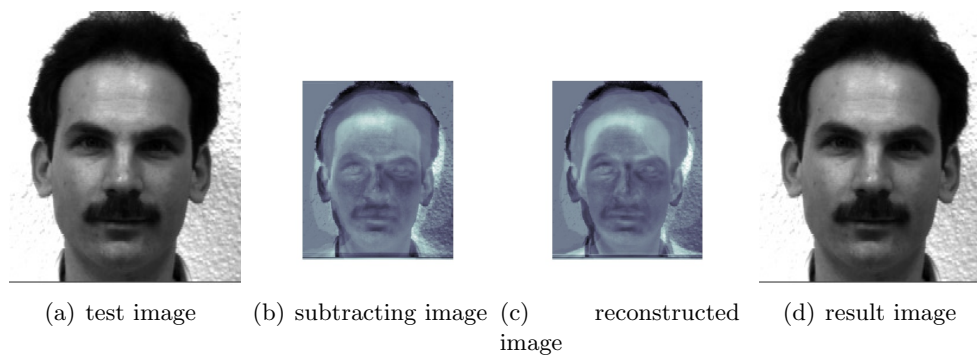 (a) test image
(b) subtracting image
(c) reconstructed
image
(d) result image